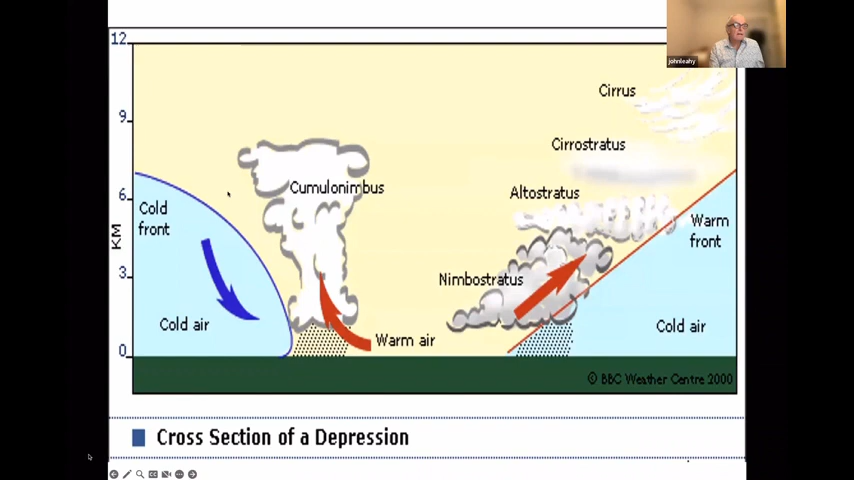 12
johnleahy
Cirrus
9
Cirrostratus
Cumulonimbus
Altostratus
6
Cold
front
Warm
front
KM
Nimbostratus
3
Cold air
Cold air
Warm air
0
© BBC Weather Centre 2000
Cross Section of a Depression